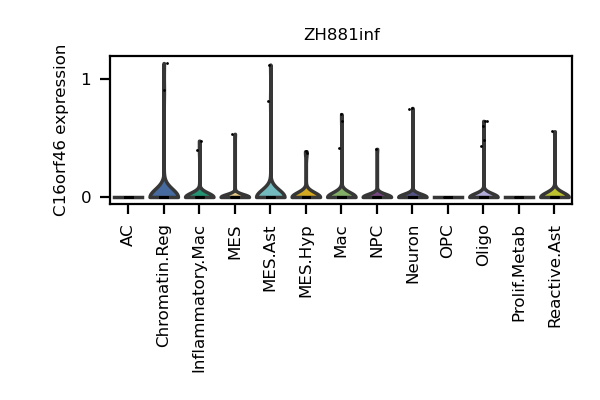 ZH881inf
C16orf46 expression
1
0
AC
Chromatin.Reg
Inflammatory.Mac
MES
MES.Ast
MES.Hyp
Mac
NPC
Neuron
OPC
Oligo
Prolif.Metab
Reactive.Ast